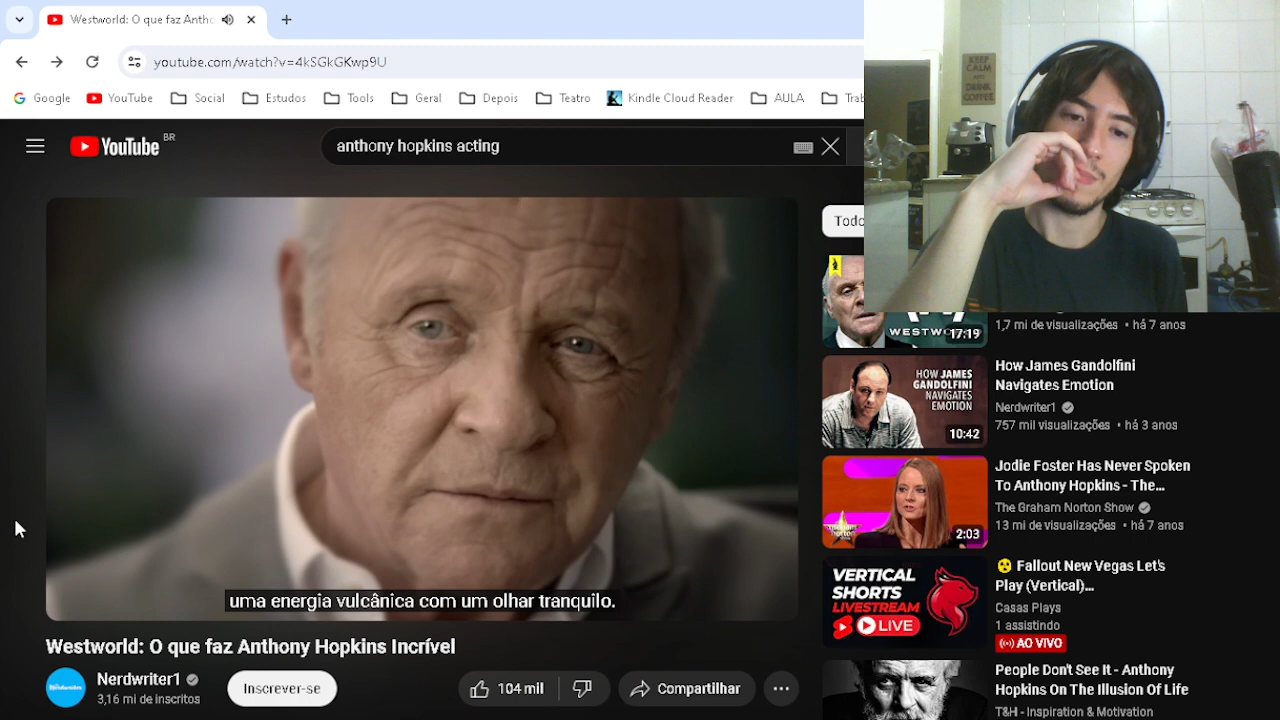 Westworld: O que faz Antho
youtube.com/watch?v=4kSGkGKwp9U
Google
YouTube
Social
Tools
Geral
Depois
Teatro
Kindle Cloud Reader
AULA
Trab
YouTube BR
anthony hopkins acting
KEEP
CALM
AND
DRINK
COFFEE
Todo
uma energia vulcânica com um olhar tranquilo.
Westworld: O que faz Anthony Hopkins Incrível
Nerdwriter1
3,16 mi de inscritos
Inscrever-se
104 mil
Compartilhar
17:19
1,7 mi de visualizações • há 7 anos
HOW JAMES
GANDOLFINI
NAVIGATES
EMOTION
10:42
How James Gandolfini
Navigates Emotion
Nerdwriter1
757 mil visualizações • há 3 anos
2:03
Jodie Foster Has Never Spoken
To Anthony Hopkins - The...
The Graham Norton Show
13 mi de visualizações • há 7 anos
VERTICAL
SHORTS
LIVESTREAM
LIVE
Fallout New Vegas Let's
Play (Vertical)...
Casas Plays
1 assistindo
AO VIVO
People Don't See It - Anthony
Hopkins On The Illusion Of Life
T&H - Inspiration & Motivation